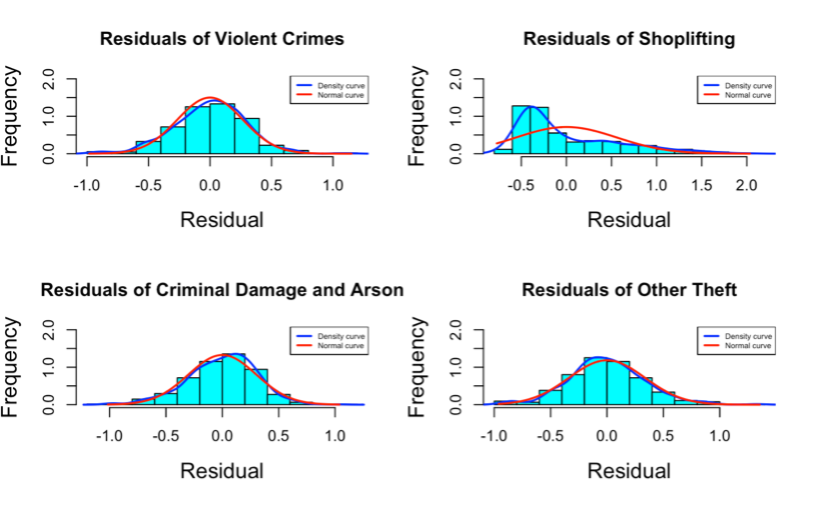 Residuals of Violent Crimes
Frequency
0.0 1.0 2.0
Density curve
Normal curve
-1.0 -0.5 0.0 0.5 1.0
Residual
Residuals of Shoplifting
Frequency
0.0 1.0 2.0
Density curve
Normal curve
-0.5 0.0 0.5 1.0 1.5 2.0
Residual
Residuals of Criminal Damage and Arson
Frequency
0.0 1.0 2.0
Density curve
Normal curve
-1.0 -0.5 0.0 0.5 1.0
Residual
Residuals of Other Theft
Frequency
0.0 1.0 2.0
Density curve
Normal curve
-1.0 -0.5 0.0 0.5 1.0
Residual